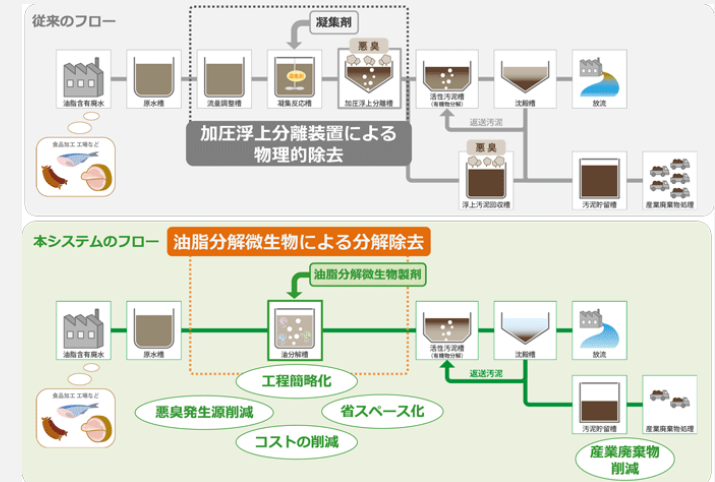 従来のフロー
凝集剤
悪臭
油脂含有廃水
原水槽
流量調整槽
凝集反応槽
加圧浮上分離槽
活性汚泥槽
(有機物分解)
沈殿槽
放流
返送汚泥
加圧浮上分離装置による
物理的除去
食品加工 工場など
悪臭
浮上汚泥回収槽
汚泥貯留槽
産業廃棄物処理
本システムのフロー
油脂分解微生物による分解除去
油脂分解微生物製剤
油脂含有廃水
原水槽
油分解槽
活性汚泥槽
(有機物分解)
沈殿槽
放流
返送汚泥
食品加工 工場など
工程簡略化
悪臭発生源削減
省スペース化
コストの削減
汚泥貯留槽
産業廃棄物処理
産業廃棄物
削減